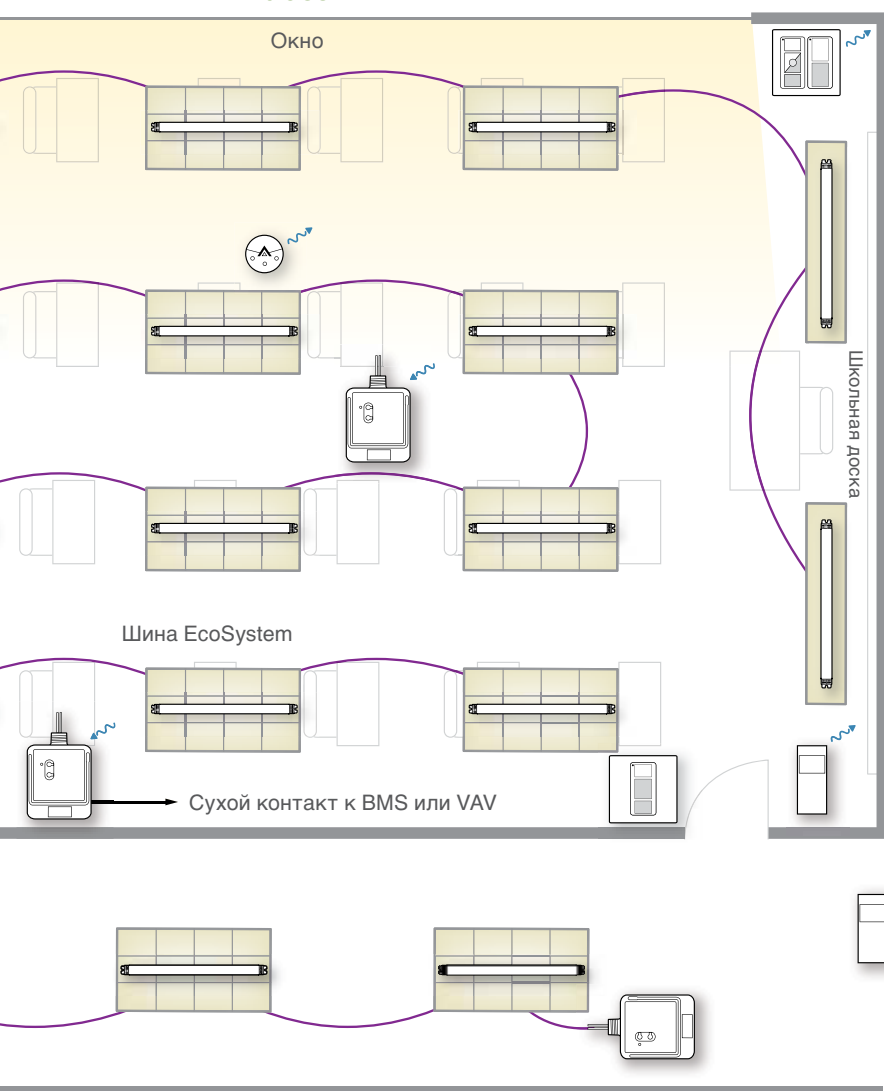 Окно
Школьная доска
Шина EcoSystem
Сухой контакт к BMS или VAV